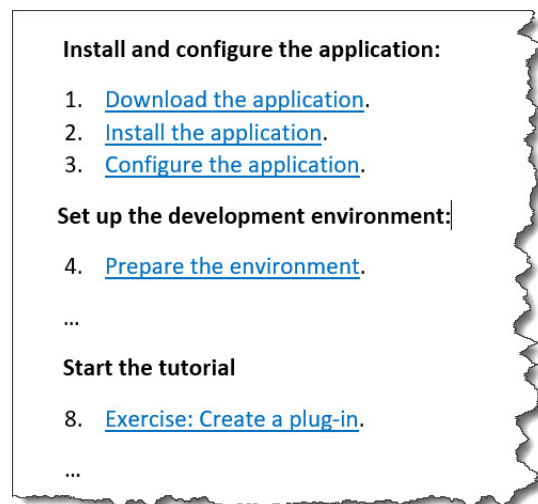 Install and configure the application:
1. Download the application.
2. Install the application.
3. Configure the application.
Set up the development environment:
4. Prepare the environment.
...
Start the tutorial
8. Exercise: Create a plug-in.
...